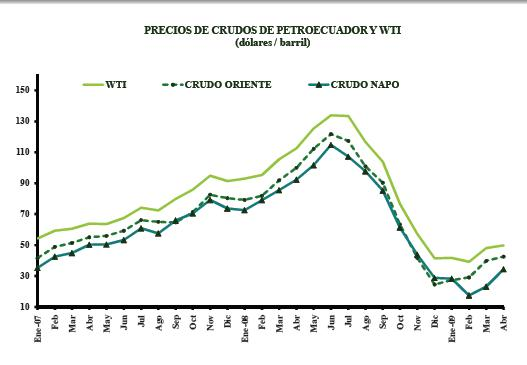 PRECIOS DE CRUDOS DE PETROECUADOR Y WTI
(dólares / barril)
WTI CRUDO ORIENTE CRUDO NAPO
150
130
110
90
70
50
30
10
Ene-07 Feb Mar Abr May Jun Jul Ago Sep Oct Nov Dic Ene-08 Feb Mar Abr May Jun Jul Ago Sep Oct Nov Dic Ene-09 Feb Mar Abr